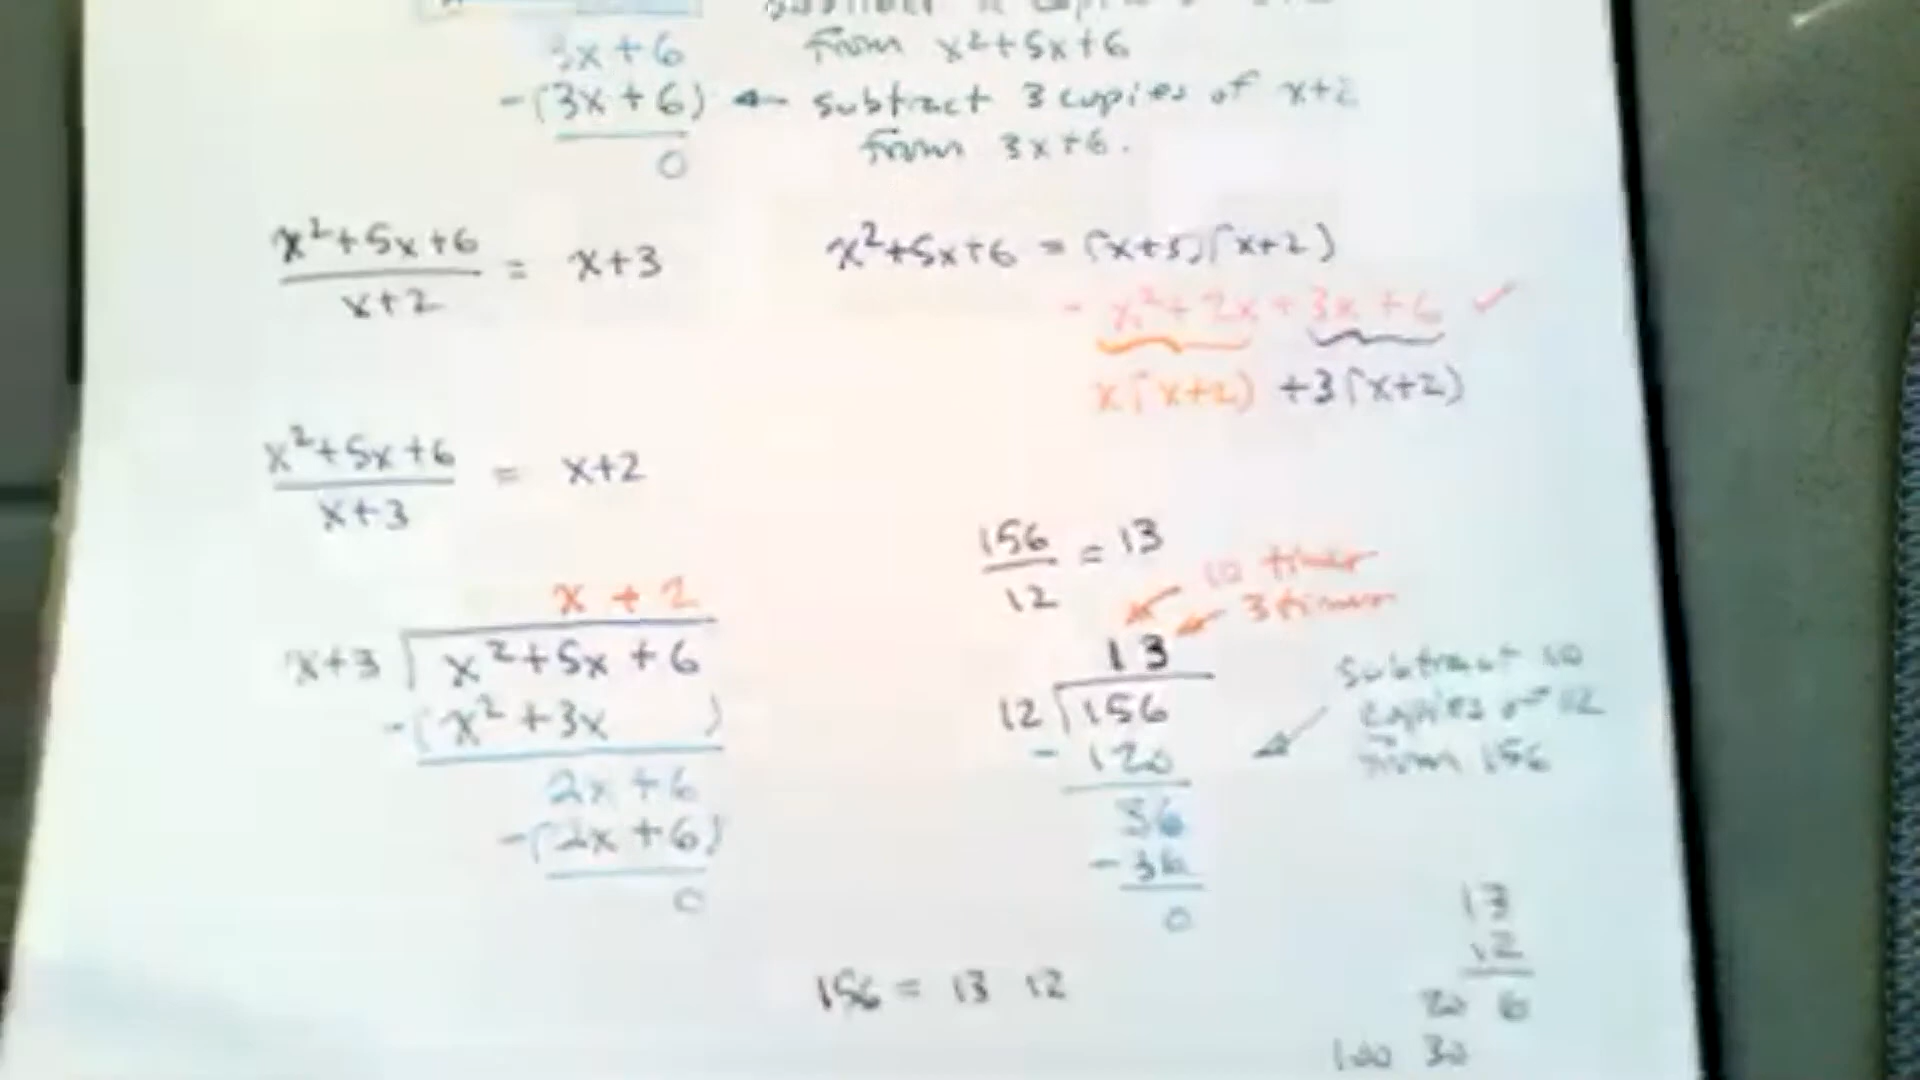 from x²+5x+6
3x+6
-(3x+6) ← subtract 3 copies of x+2
from 3x+6.
0
x²+5x+6 / x+2 = x+3
x²+5x+6 = (x+3)(x+2)
= x²+2x+3x+6 ✓
x(x+2) +3(x+2)
x²+5x+6 / x+3 = x+2
x + 2
x+3 x²+5x+6
-(x²+3x )
2x+6
-(2x+6)
0
156 / 12 = 13
10 times
3 times
13
12 156
- 120
36
- 36
0
subtract 10
copies of 12
from 156
156 = 13 12
13
12
20 6
100 30